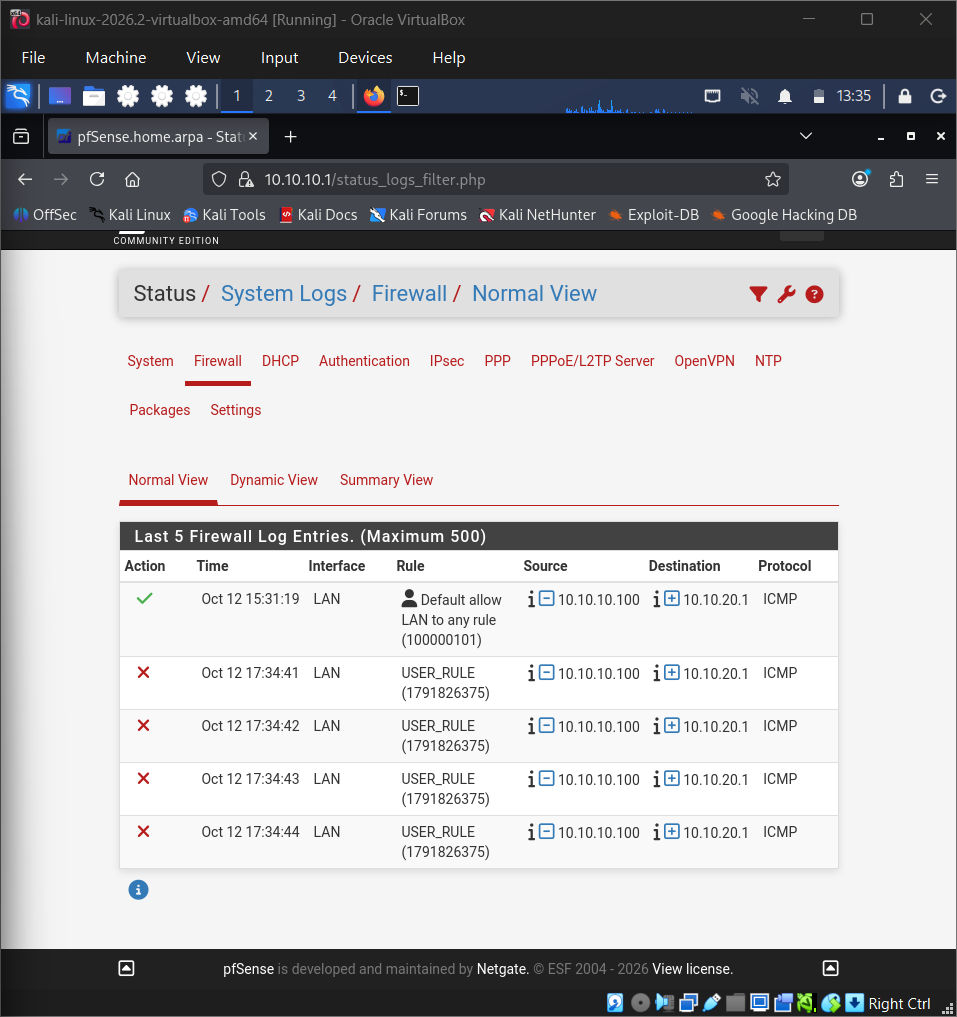 kali-linux-2026.2-virtualbox-amd64 [Running] - Oracle VirtualBox
File Machine View Input Devices Help
1 2 3 4 13:35
pfSense.home.arpa - Stat
10.10.10.1/status_logs_filter.php
OffSec Kali Linux Kali Tools Kali Docs Kali Forums Kali NetHunter Exploit-DB Google Hacking DB
COMMUNITY EDITION
Status / System Logs / Firewall / Normal View
System Firewall DHCP Authentication IPsec PPP PPPoE/L2TP Server OpenVPN NTP
Packages Settings
Normal View Dynamic View Summary View
Last 5 Firewall Log Entries. (Maximum 500)
Action Time Interface Rule Source Destination Protocol
Oct 12 15:31:19 LAN Default allow 10.10.10.100 10.10.20.1 ICMP
LAN to any rule
(100000101)
Oct 12 17:34:41 LAN USER_RULE 10.10.10.100 10.10.20.1 ICMP
(1791826375)
Oct 12 17:34:42 LAN USER_RULE 10.10.10.100 10.10.20.1 ICMP
(1791826375)
Oct 12 17:34:43 LAN USER_RULE 10.10.10.100 10.10.20.1 ICMP
(1791826375)
Oct 12 17:34:44 LAN USER_RULE 10.10.10.100 10.10.20.1 ICMP
(1791826375)
pfSense is developed and maintained by Netgate. © ESF 2004 - 2026 View license.
Right Ctrl